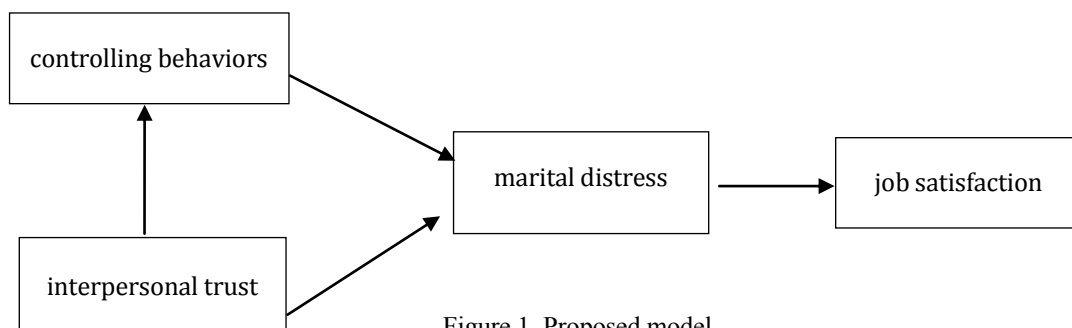 controlling behaviors
marital distress
job satisfaction
interpersonal trust
Figure 1. Proposed model